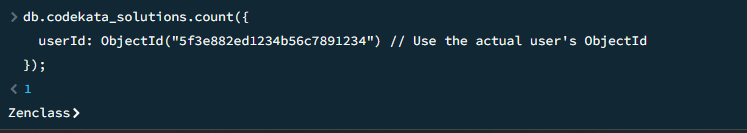 > db.codekata_solutions.count({
userId: ObjectId("5f3e882ed1234b56c7891234") // Use the actual user's ObjectId
});
< 1
Zenclass>